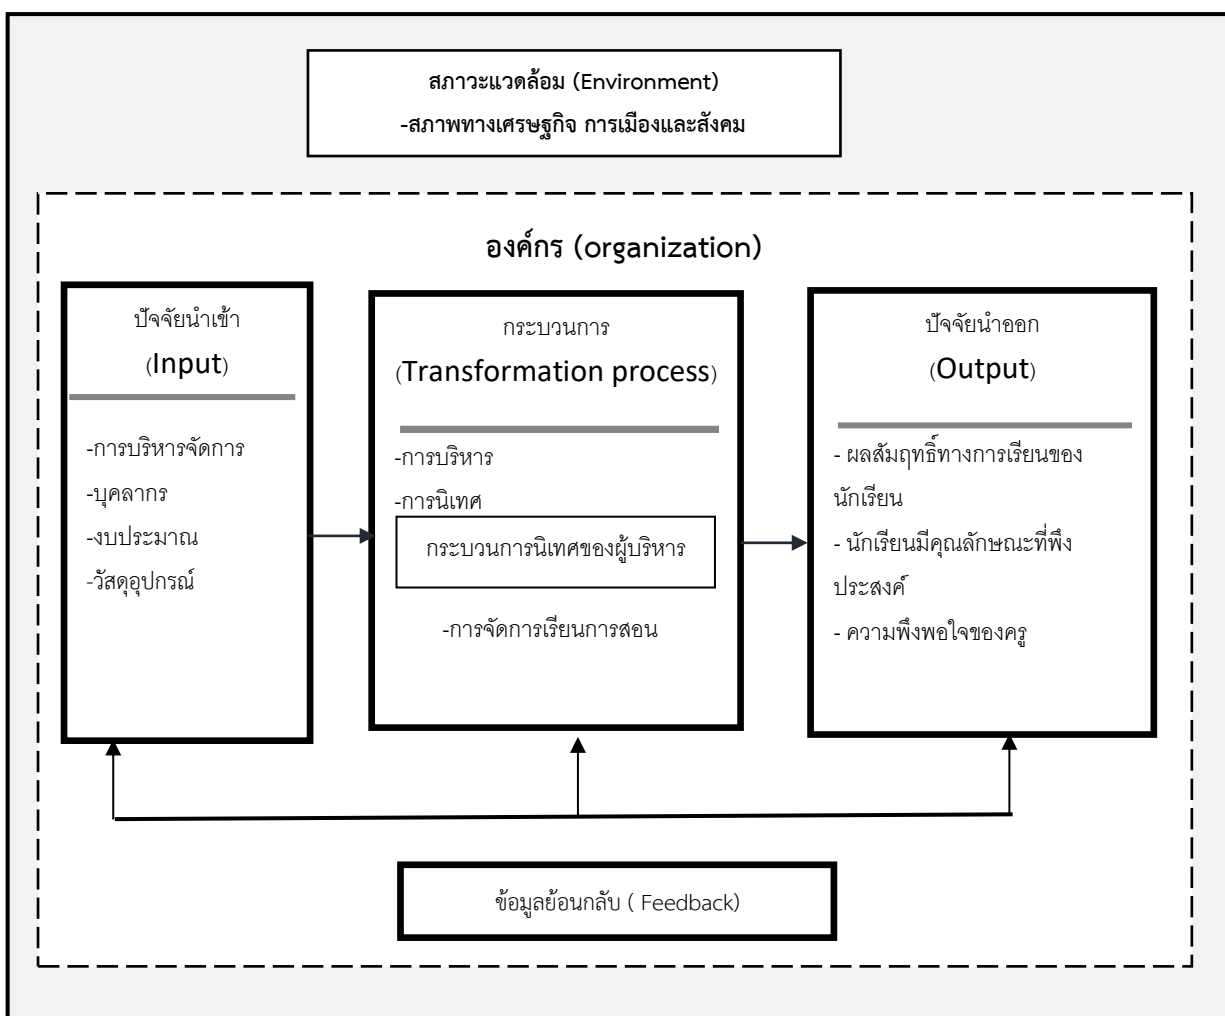 สภาวะแวดล้อม (Environment)
-สภาพทางเศรษฐกิจ การเมืองและสังคม
องค์กร (organization)
ปัจจัยนำเข้า
(Input)
-การบริหารจัดการ
-บุคลากร
-งบประมาณ
-วัสดุอุปกรณ์
กระบวนการ
(Transformation process)
-การบริหาร
-การนิเทศ
กระบวนการนิเทศของผู้บริหาร
-การจัดการเรียนการสอน
ปัจจัยนำออก
(Output)
- ผลสัมฤทธิ์ทางการเรียนของ
นักเรียน
- นักเรียนมีคุณลักษณะที่พึง
ประสงค์
- ความพึงพอใจของครู
ข้อมูลย้อนกลับ ( Feedback)